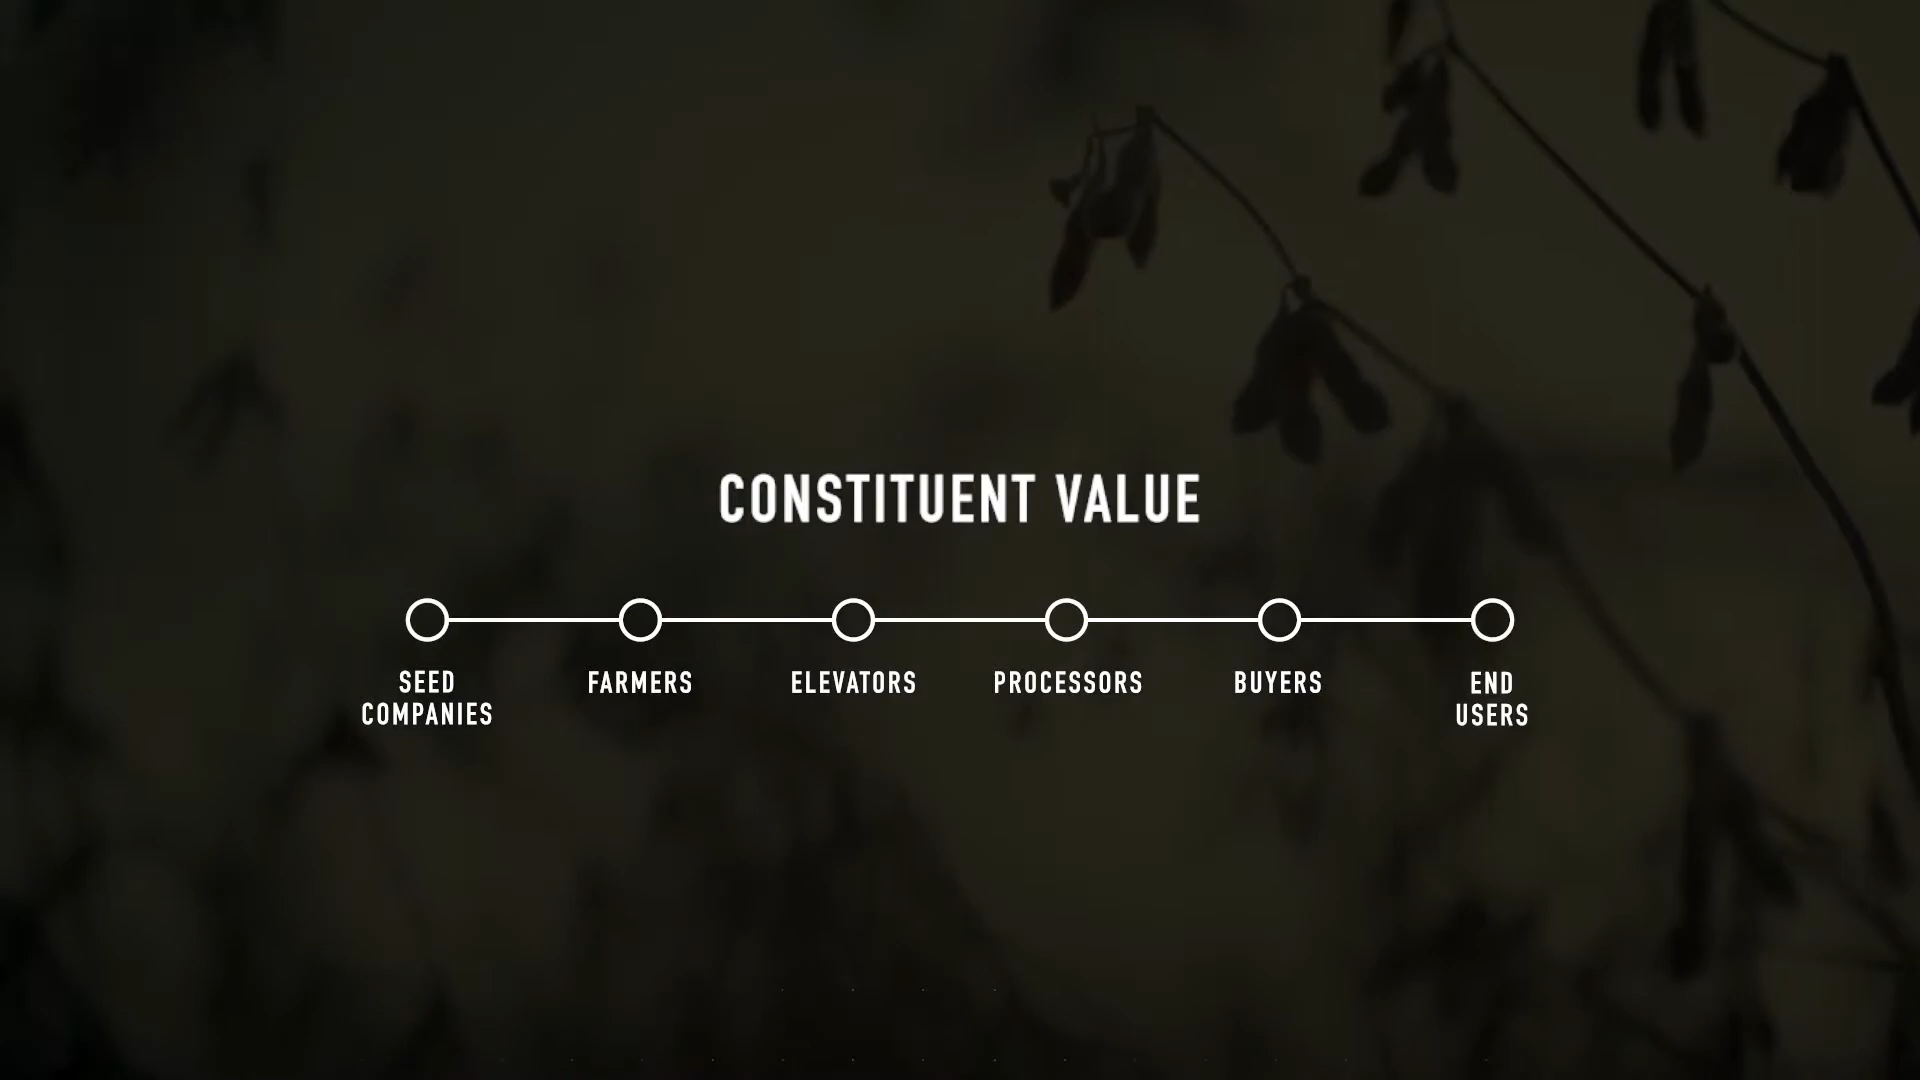 CONSTITUENT VALUE
SEED
COMPANIES
FARMERS
ELEVATORS
PROCESSORS
BUYERS
END
USERS